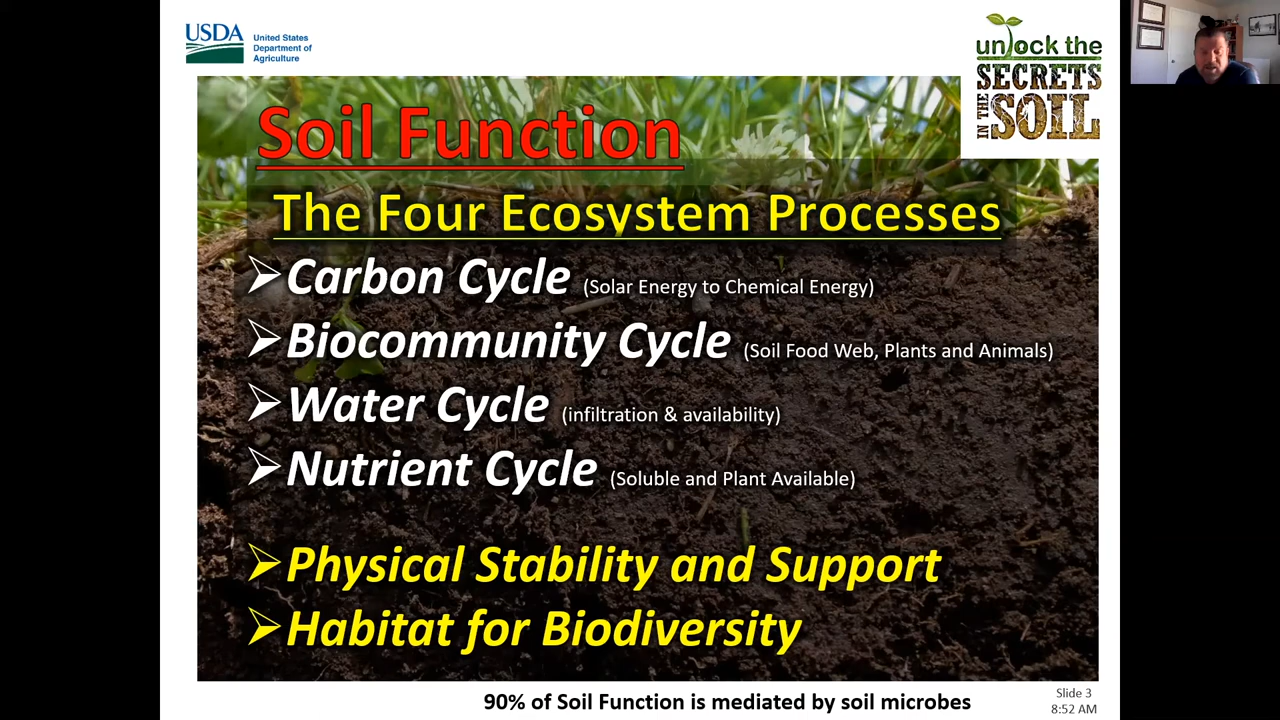 USDA
United States
Department of
Agriculture
unlock the
SECRETS
IN THE
SOIL
Soil Function
The Four Ecosystem Processes
➢Carbon Cycle (Solar Energy to Chemical Energy)
➢Biocommunity Cycle (Soil Food Web, Plants and Animals)
➢Water Cycle (infiltration & availability)
➢Nutrient Cycle (Soluble and Plant Available)
➢Physical Stability and Support
➢Habitat for Biodiversity
90% of Soil Function is mediated by soil microbes
Slide 3
8:52 AM